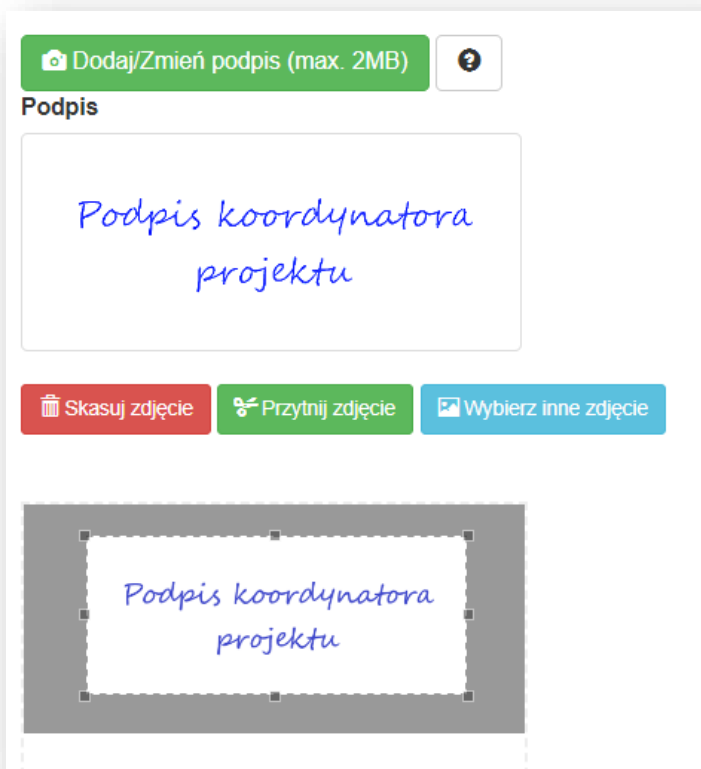 Dodaj/Zmień podpis (max. 2MB) ?
Podpis
Podpis koordynatora
projektu
Skasuj zdjęcie Przytnij zdjęcie Wybierz inne zdjęcie
Podpis koordynatora
projektu